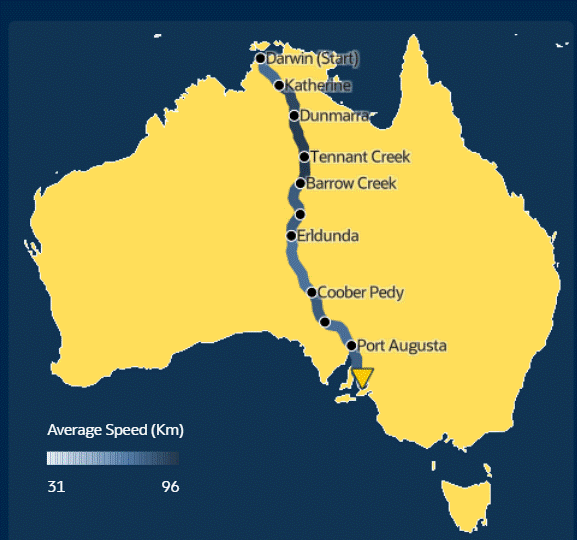 Darwin (Start)
Katherine
Dunmarra
Tennant Creek
Barrow Creek
Erldunda
Coober Pedy
Port Augusta
Average Speed (Km)
31 96